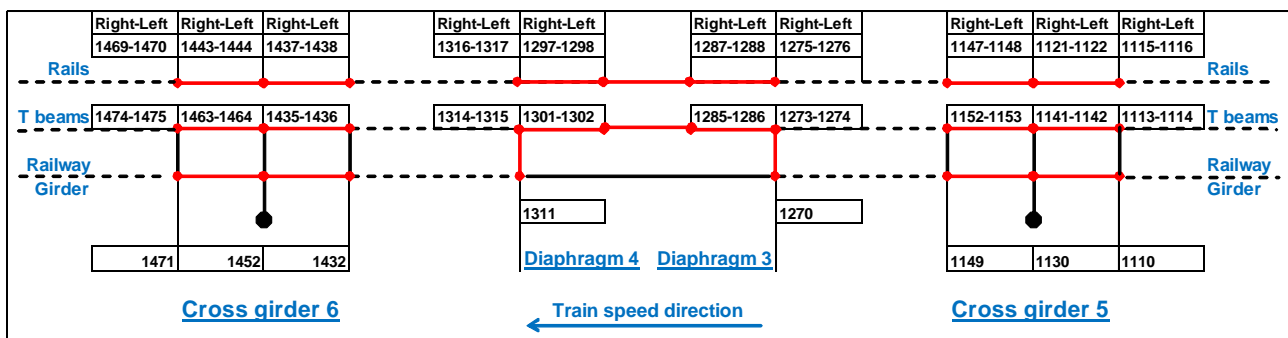 Right-Left Right-Left Right-Left Right-Left Right-Left Right-Left Right-Left Right-Left Right-Left Right-Left
1469-1470 1443-1444 1437-1438 1316-1317 1297-1298 1287-1288 1275-1276 1147-1148 1121-1122 1115-1116
Rails Rails
T beams 1474-1475 1463-1464 1435-1436 1314-1315 1301-1302 1285-1286 1273-1274 1152-1153 1141-1142 1113-1114 T beams
Railway Railway
Girder Girder
1311 1270
1471 1452 1432 Diaphragm 4 Diaphragm 3 1149 1130 1110
Cross girder 6 Train speed direction Cross girder 5